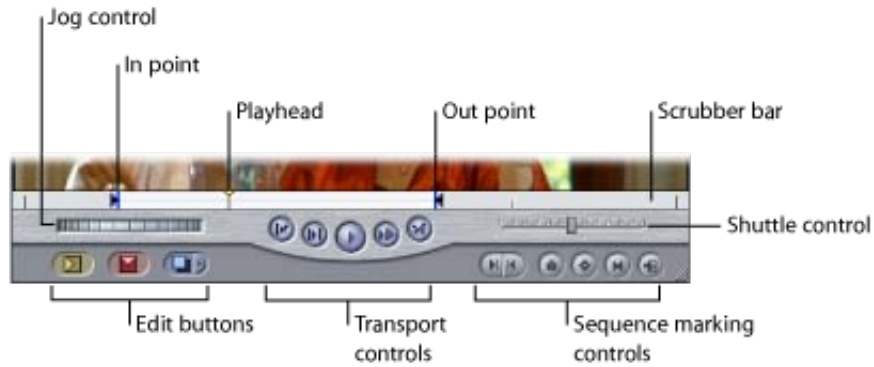 Jog control
In point
Playhead
Out point
Scrubber bar
Shuttle control
Edit buttons
Transport
controls
Sequence marking
controls